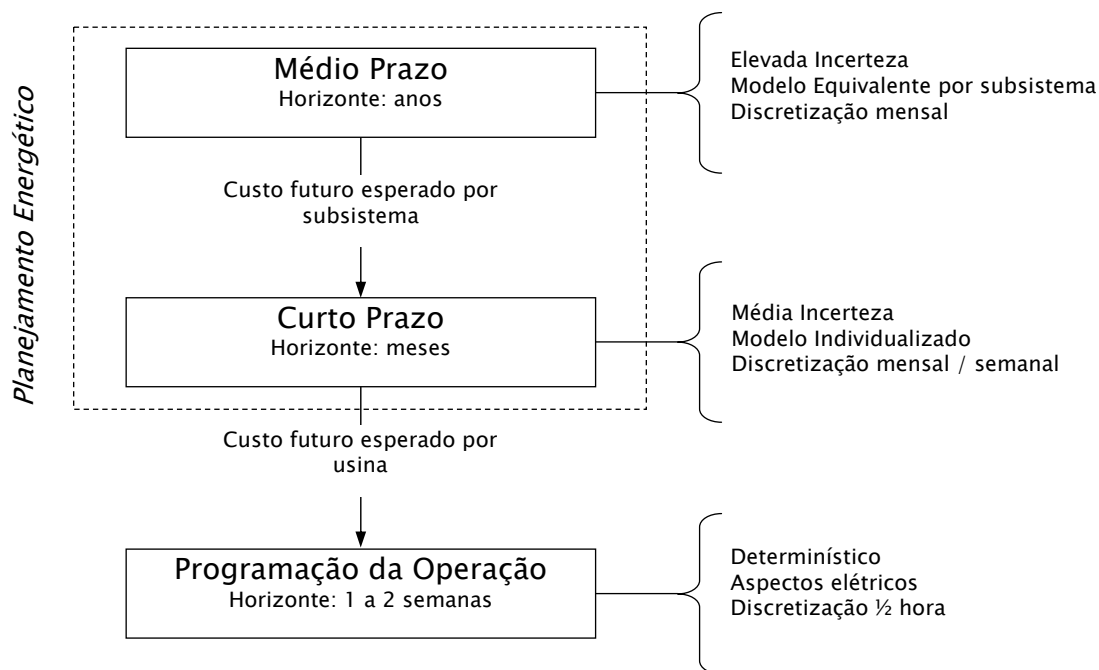 Planejamento Energético
Médio Prazo
Horizonte: anos
Elevada Incerteza
Modelo Equivalente por subsistema
Discretização mensal
Custo futuro esperado por
subsistema
Curto Prazo
Horizonte: meses
Média Incerteza
Modelo Individualizado
Discretização mensal / semanal
Custo futuro esperado por
usina
Programação da Operação
Horizonte: 1 a 2 semanas
Determinístico
Aspectos elétricos
Discretização ½ hora